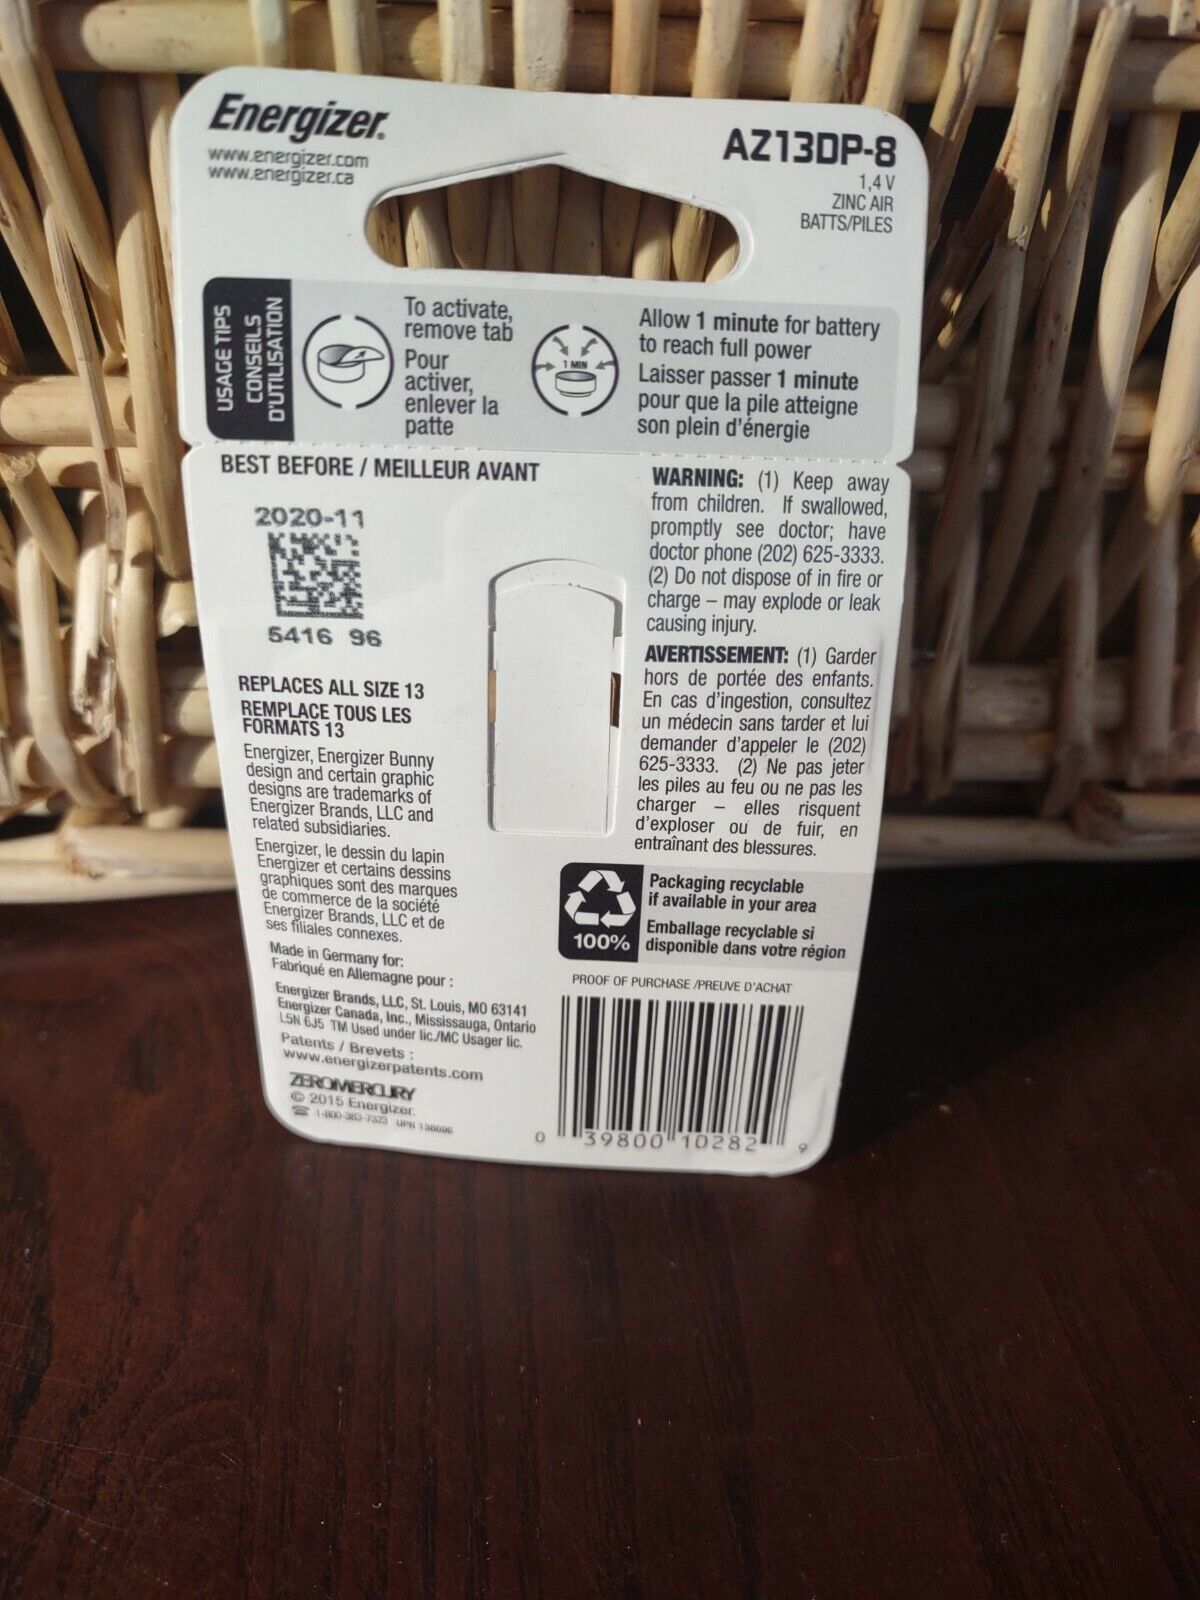 Energizer.
www.energizer.com
www.energizer.ca
AZ13DP-8
1,4 V
ZINC AIR
BATTS/PILES
USAGE TIPS
CONSEILS
D'UTILISATION
To activate,
remove tab
Pour
activer,
enlever la
patte
1 MIN
Allow 1 minute for battery
to reach full power
Laisser passer 1 minute
pour que la pile atteigne
son plein d'énergie
BEST BEFORE / MEILLEUR AVANT
2020-11
5416 96
REPLACES ALL SIZE 13
REMPLACE TOUS LES
FORMATS 13
Energizer, Energizer Bunny
design and certain graphic
designs are trademarks of
Energizer Brands, LLC and
related subsidiaries.
Energizer, le dessin du lapin
Energizer et certains dessins
graphiques sont des marques
de commerce de la société
Energizer Brands, LLC et de
ses filiales connexes.
Made in Germany for:
Fabriqué en Allemagne pour :
Energizer Brands, LLC, St. Louis, MO 63141
Energizer Canada, Inc., Mississauga, Ontario
L5N 6J5 TM Used under lic./MC Usager lic.
Patents / Brevets :
www.energizerpatents.com
ZEROMERCURY
© 2015 Energizer.
1-800-383-7323 UPN 138696
WARNING: (1) Keep away
from children. If swallowed,
promptly see doctor; have
doctor phone (202) 625-3333.
(2) Do not dispose of in fire or
charge – may explode or leak
causing injury.
AVERTISSEMENT: (1) Garder
hors de portée des enfants.
En cas d'ingestion, consultez
un médecin sans tarder et lui
demander d'appeler le (202)
625-3333. (2) Ne pas jeter
les piles au feu ou ne pas les
charger – elles risquent
d'exploser ou de fuir, en
entraînant des blessures.
100%
Packaging recyclable
if available in your area
Emballage recyclable si
disponible dans votre région
PROOF OF PURCHASE /PREUVE D'ACHAT
0 39800 10282 9